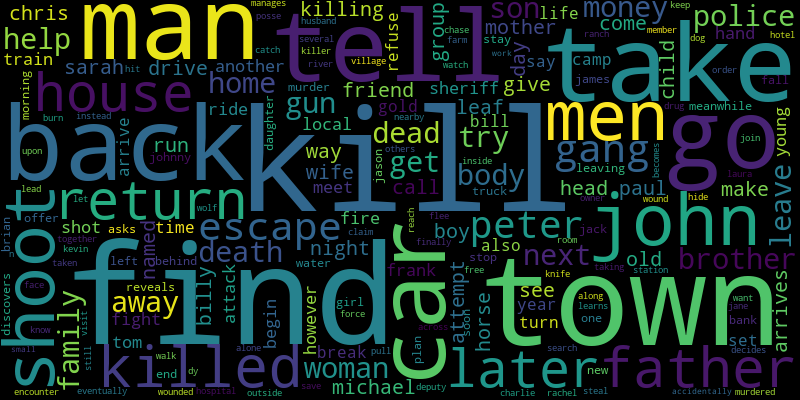 manages
posse
chris
man
tell
killing
husband
several
killer
river
refuse
group
son
life
mother
day
money
come
police
hand
take
keep
member
dog
hotel
help
train
sarah
hit
drive
another
home
house
village
murder
gun
friend
sheriff
give
say
camp
james
child
order
fall
farm
stay
work
chase
catch
watch
ranch
morning
burn
instead
upon
back
kill
ride
local
dead
gold
nearby
others
leaf
bill
try
men
gang
drug
meanwhile
join
young
go
arrive
run
johnny
daughter
way
wife
meet
jason
get
call
inside
truck
body
leaving
head
paul
make
becomes
laura
hide
wound
owner
lead
let
return
wolf
shot
fire
claim
escape
boy
peter
john
jack
leave
shoot
together
kevin
taken
offer
asks
time
named
left
behind
death
night
water
reach
flee
finally
car
also
stop
free
knife
taking
room
station
next
old
brother
want
jane
bank
arrives
brian
discovers
find
away
reveals
billy
attack
girl
force
however
frank
across
attempt
soon
horse
see
year
turn
along
learns
one
town
set
decides
family
know
face
small
still
visit
fight
tom
begin
plan
break
woman
michael
later
search
new
father
killed
walk
end
alone
dy
pull
save
hospital
outside
deputy
charlie
rachel
steal
accidentally
murdered
encounter
eventually
wounded